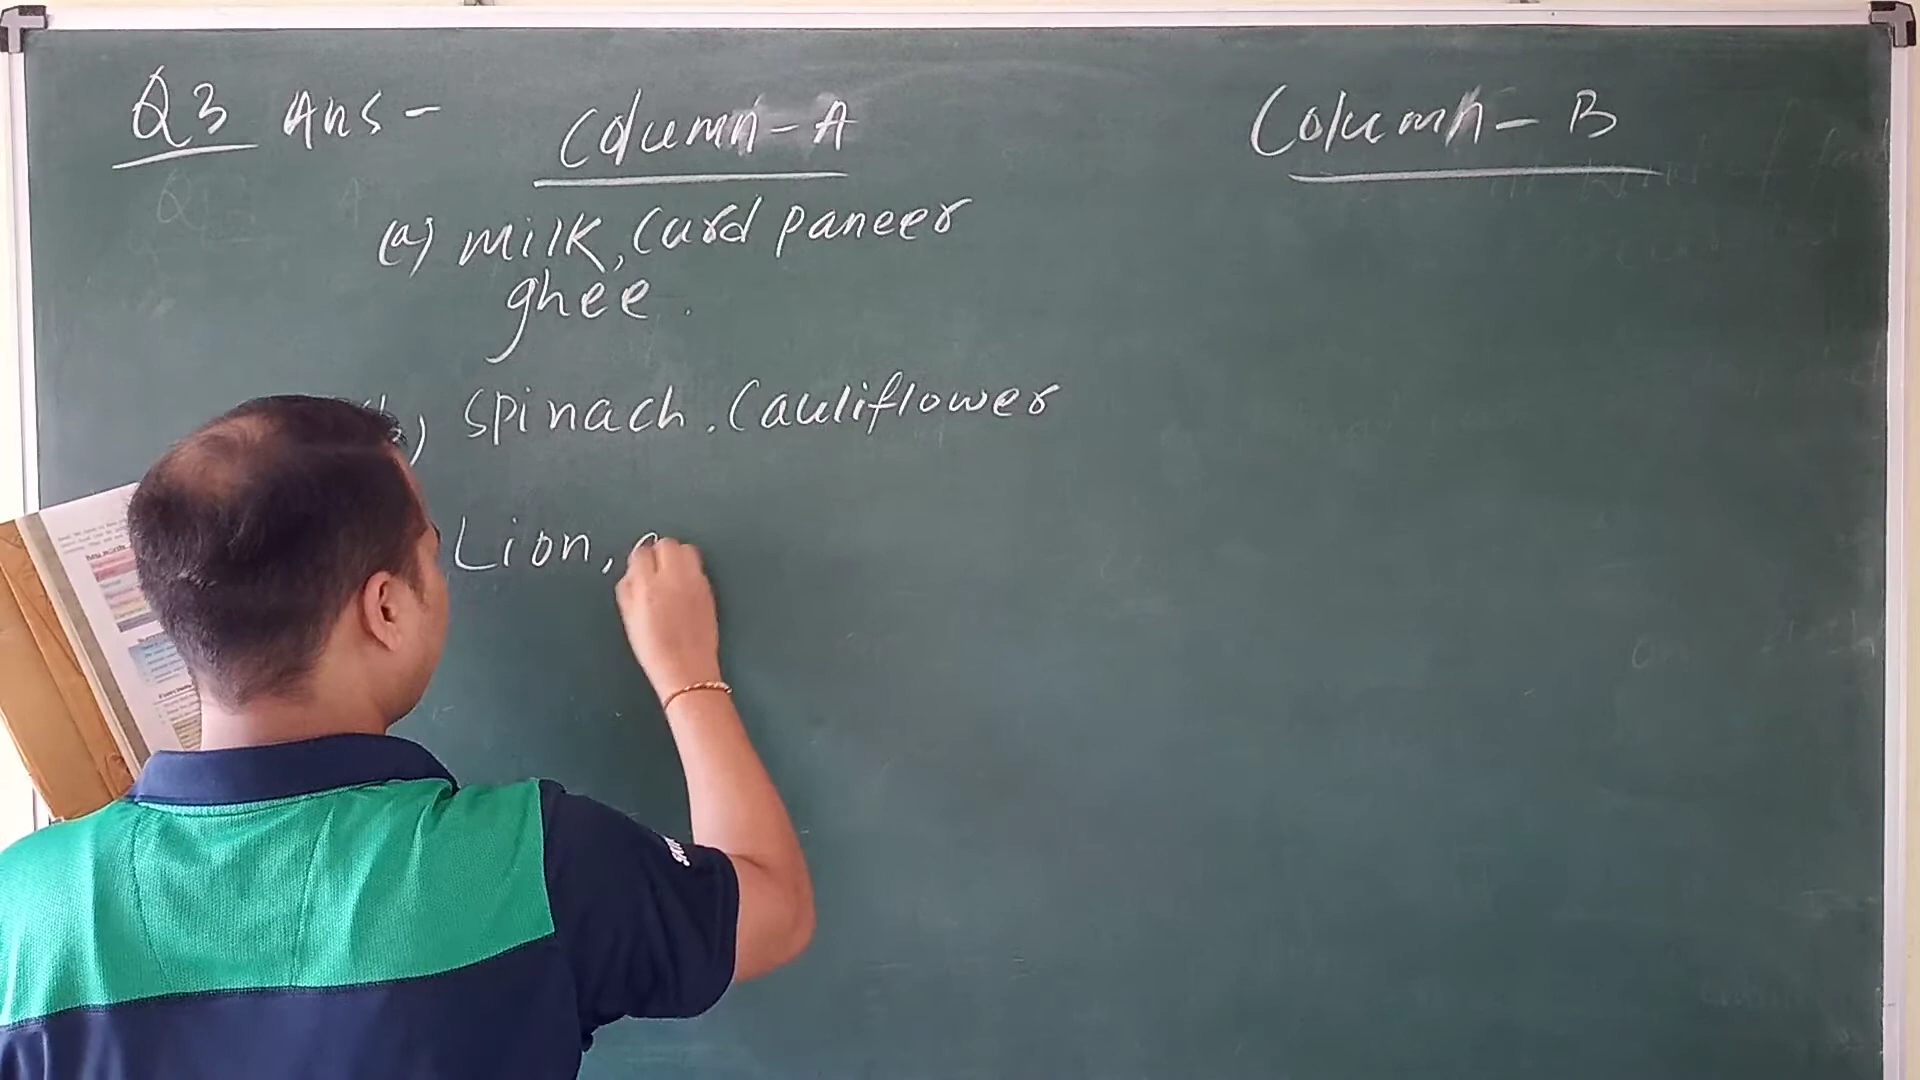 Q3 Ans - Column-A Column-B
(a) Milk, Curd paneer
ghee.
) Spinach. Cauliflower
Lion,